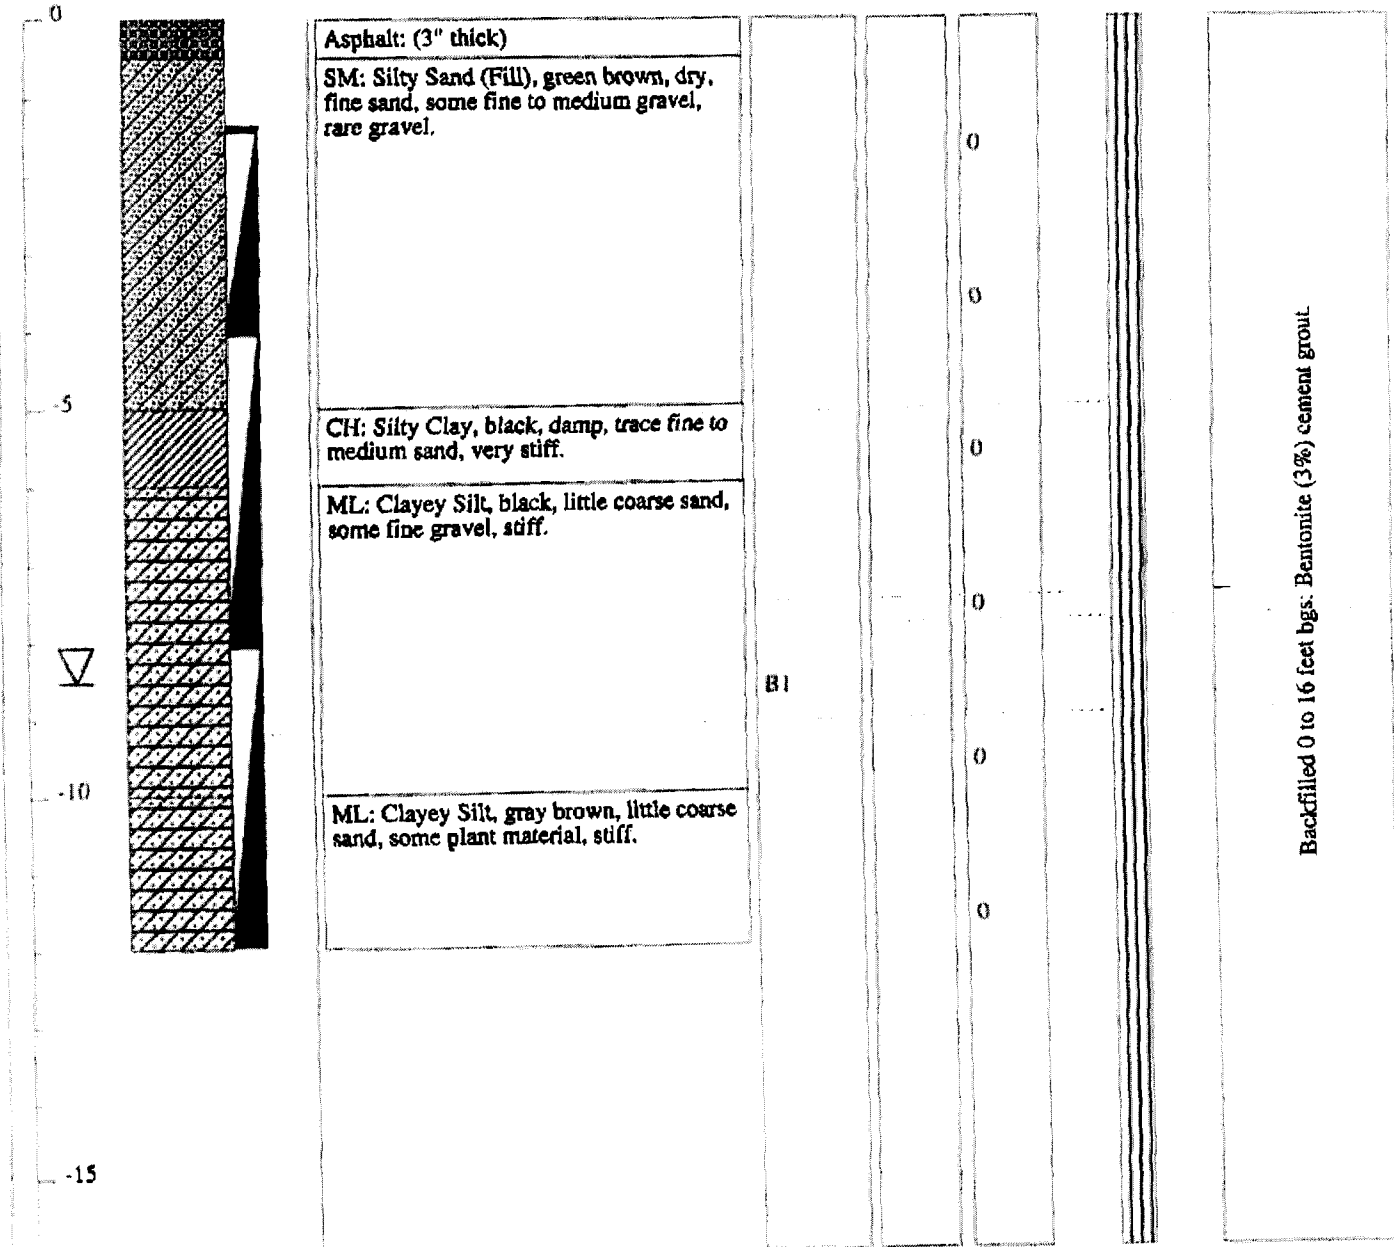 0
Asphalt: (3" thick)
SM: Silty Sand (Fill), green brown, dry,
fine sand, some fine to medium gravel,
rare gravel.
0
0
-5
CH: Silty Clay, black, damp, trace fine to
medium sand, very stiff.
0
ML: Clayey Silt, black, little coarse sand,
some fine gravel, stiff.
0
B1
0
-10
ML: Clayey Silt, gray brown, little coarse
sand, some plant material, stiff.
0
-15
Backfilled 0 to 16 feet bgs: Bentonite (3%) cement grout.